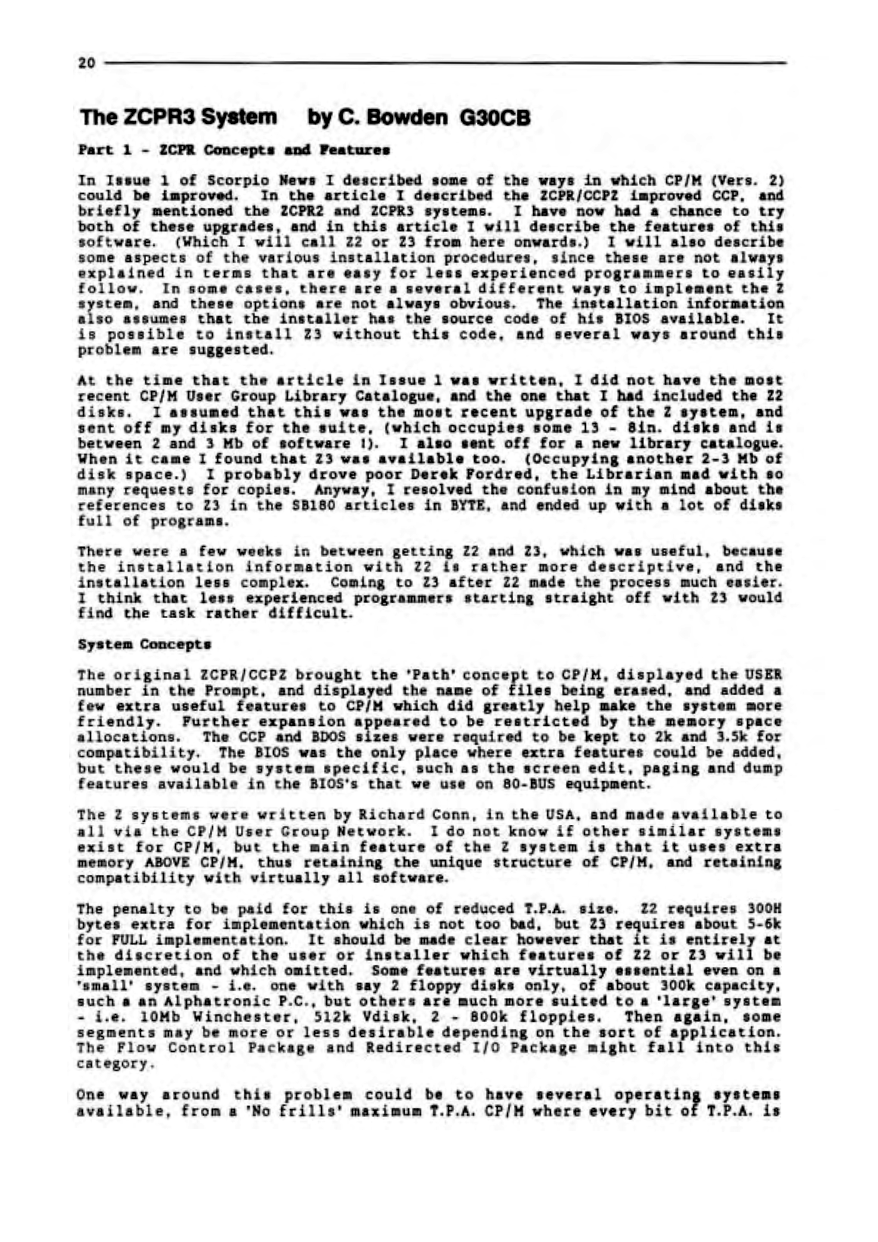 20
The ZCPR3 System by C. Bowden G3OCB
Part 1 - ZCPR Concepts and Features
In Issue 1 of Scorpio News I described some of the ways in which CP/M (Vers. 2)
could be improved. In the article I described the ZCPR/CCPZ improved CCP, and
briefly mentioned the ZCPR2 and ZCPR3 systems. I have now had a chance to try
both of these upgrades, and in this article I will describe the features of this
software. (Which I will call Z2 or Z3 from here onwards.) I will also describe
some aspects of the various installation procedures, since these are not always
explained in terms that are easy for less experienced programmers to easily
follow. In some cases, there are a several different ways to implement the Z
system, and these options are not always obvious. The installation information
also assumes that the installer has the source code of his BIOS available. It
is possible to install Z3 without this code, and several ways around this
problem are suggested.
At the time that the article in Issue 1 was written, I did not have the most
recent CP/M User Group Library Catalogue, and the one that I had included the Z2
disks. I assumed that this was the most recent upgrade of the Z system, and
sent off my disks for the suite, (which occupies some 13 - 8in. disks and is
between 2 and 3 Mb of software !). I also sent off for a new library catalogue.
When it came I found that Z3 was available too. (Occupying another 2-3 Mb of
disk space.) I probably drove poor Derek Fordred, the Librarian mad with so
many requests for copies. Anyway, I resolved the confusion in my mind about the
references to Z3 in the SB180 articles in BYTE, and ended up with a lot of disks
full of programs.
There were a few weeks in between getting Z2 and Z3, which was useful, because
the installation information with Z2 is rather more descriptive, and the
installation less complex. Coming to Z3 after Z2 made the process much easier.
I think that less experienced programmers starting straight off with Z3 would
find the task rather difficult.
System Concepts
The original ZCPR/CCPZ brought the 'Path' concept to CP/M, displayed the USER
number in the Prompt, and displayed the name of files being erased, and added a
few extra useful features to CP/M which did greatly help make the system more
friendly. Further expansion appeared to be restricted by the memory space
allocations. The CCP and BDOS sizes were required to be kept to 2k and 3.5k for
compatibility. The BIOS was the only place where extra features could be added,
but these would be system specific, such as the screen edit, paging and dump
features available in the BIOS's that we use on 80-BUS equipment.
The Z systems were written by Richard Conn, in the USA, and made available to
all via the CP/M User Group Network. I do not know if other similar systems
exist for CP/M, but the main feature of the Z system is that it uses extra
memory ABOVE CP/M, thus retaining the unique structure of CP/M, and retaining
compatibility with virtually all software.
The penalty to be paid for this is one of reduced T.P.A. size. Z2 requires 300H
bytes extra for implementation which is not too bad, but Z3 requires about 5-6k
for FULL implementation. It should be made clear however that it is entirely at
the discretion of the user or installer which features of Z2 or Z3 will be
implemented, and which omitted. Some features are virtually essential even on a
'small' system - i.e. one with say 2 floppy disks only, of about 300k capacity,
such a an Alphatronic P.C., but others are much more suited to a 'large' system
- i.e. 10Mb Winchester, 512k Vdisk, 2 - 800k floppies. Then again, some
segments may be more or less desirable depending on the sort of application.
The Flow Control Package and Redirected I/O Package might fall into this
category.
One way around this problem could be to have several operating systems
available, from a 'No frills' maximum T.P.A. CP/M where every bit of T.P.A. is